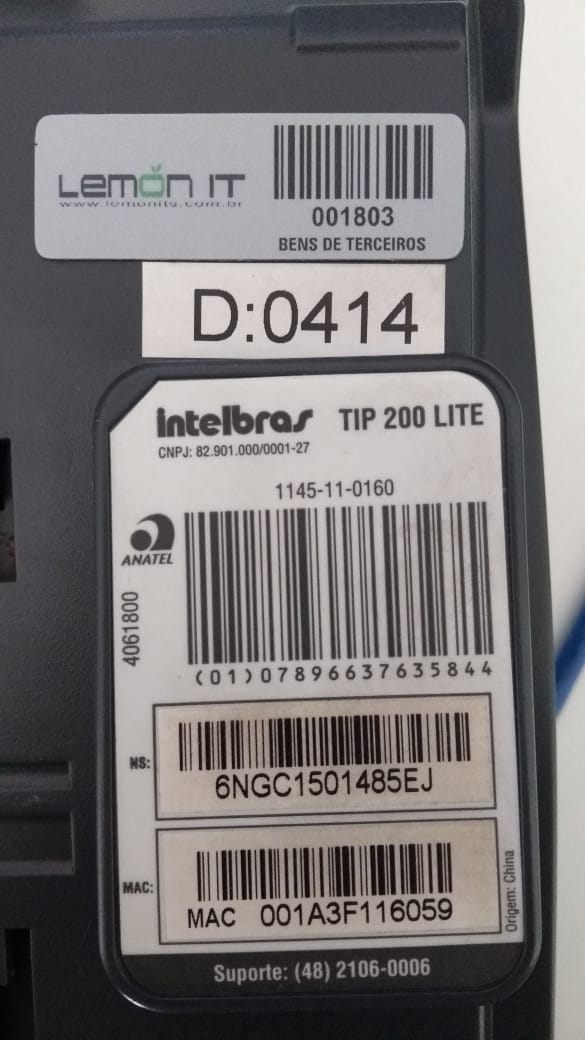 LEMON IT
www.lemonit.com.br
001803
BENS DE TERCEIROS
D:0414
intelbras TIP 200 LITE
CNPJ: 82.901.000/0001-27
1145-11-0160
ANATEL
4061800
(01)07896637635844
NS:
6NGC1501485EJ
MAC:
MAC 001A3F116059
Origem: China
Suporte: (48) 2106-0006